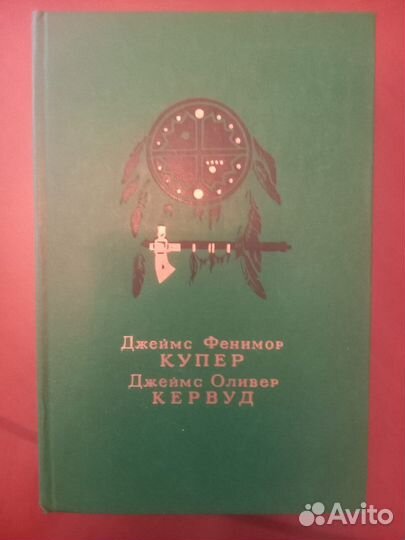 Джеймс Фенимор
КУПЕР
Джеймс Оливер
КЕРВУД
Avito